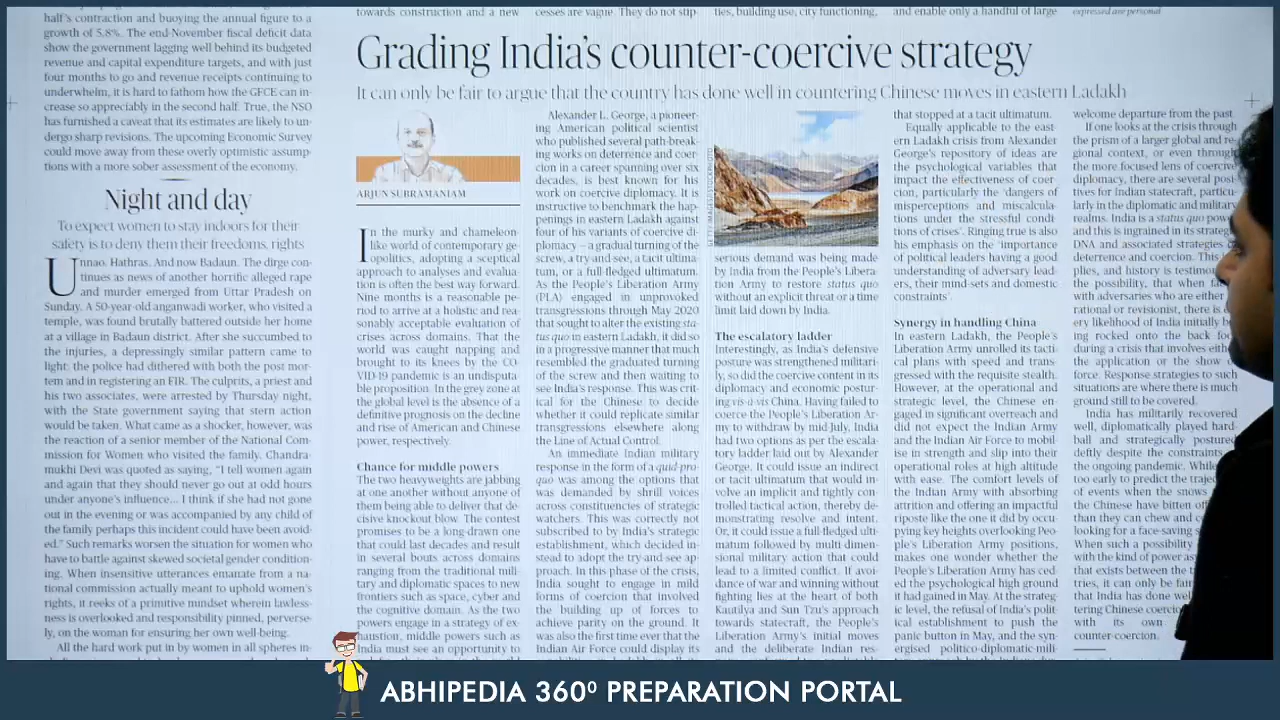 half's contraction and buoying the annual figure to a
growth of 5.8%. The end-November fiscal deficit data
show the government lagging well behind its budgeted
revenue and capital expenditure targets, and with just
four months to go and revenue receipts continuing to
underwhelm, it is hard to fathom how the GFCE can in-
crease so appreciably in the second half. True, the NSO
has furnished a caveat that its estimates are likely to un-
dergo sharp revisions. The upcoming Economic Survey
could move away from these overly optimistic assump-
tions with a more sober assessment of the economy.
Night and day
To expect women to stay indoors for their
safety is to deny them their freedoms, rights
Unnao. Hathras. And now Badaun. The dirge con-
tinues as news of another horrific alleged rape
and murder emerged from Uttar Pradesh on
Sunday. A 50-year-old anganwadi worker, who visited a
temple, was found brutally battered outside her home
at a village in Badaun district. After she succumbed to
the injuries, a depressingly similar pattern came to
light: the police had dithered with both the post mor-
tem and in registering an FIR. The culprits, a priest and
his two associates, were arrested by Thursday night,
with the State government saying that stern action
would be taken. What came as a shocker, however, was
the reaction of a senior member of the National Com-
mission for Women who visited the family. Chandra-
mukhi Devi was quoted as saying, "I tell women again
and again that they should never go out at odd hours
under anyone's influence... I think if she had not gone
out in the evening or was accompanied by any child of
the family perhaps this incident could have been avoid-
ed." Such remarks worsen the situation for women who
have to battle against skewed societal gender condition-
ing. When insensitive utterances emanate from a na-
tional commission actually meant to uphold women's
rights, it reeks of a primitive mindset wherein lawless-
ness is overlooked and responsibility pinned, perverse-
ly, on the woman for ensuring her own well-being.
All the hard work put in by women in all spheres in-
towards construction and a new
cesses are vague. They do not stip-
ties, building use, city functioning,
and enable only a handful of large
expressed are personal
Grading India's counter-coercive strategy
It can only be fair to argue that the country has done well in countering Chinese moves in eastern Ladakh
ARJUN SUBRAMANIAM
In the murky and chameleon-
like world of contemporary ge-
opolitics, adopting a sceptical
approach to analyses and evalua-
tion is often the best way forward.
Nine months is a reasonable pe-
riod to arrive at a holistic and rea-
sonably acceptable evaluation of
crises across domains. That the
world was caught napping and
brought to its knees by the CO-
VID-19 pandemic is an undisputa-
ble proposition. In the grey zone at
the global level is the absence of a
definitive prognosis on the decline
and rise of American and Chinese
power, respectively.
Chance for middle powers
The two heavyweights are jabbing
at one another without anyone of
them being able to deliver that de-
cisive knockout blow. The contest
promises to be a long-drawn one
that could last decades and result
in several bouts across domains
ranging from the traditional mili-
tary and diplomatic spaces to new
frontiers such as space, cyber and
the cognitive domain. As the two
powers engage in a strategy of ex-
haustion, middle powers such as
India must see an opportunity to
Alexander L. George, a pioneer-
ing American political scientist
who published several path-break-
ing works on deterrence and coer-
cion in a career spanning over six
decades, is best known for his
work on coercive diplomacy. It is
instructive to benchmark the hap-
penings in eastern Ladakh against
four of his variants of coercive di-
plomacy – a gradual turning of the
screw, a try-and-see, a tacit ultima-
tum, or a full-fledged ultimatum.
As the People's Liberation Army
(PLA) engaged in unprovoked
transgressions through May 2020
that sought to alter the existing sta-
tus quo in eastern Ladakh, it did so
in a progressive manner that much
resembled the graduated turning
of the screw and then waiting to
see India's response. This was crit-
ical for the Chinese to decide
whether it could replicate similar
transgressions elsewhere along
the Line of Actual Control.
An immediate Indian military
response in the form of a quid pro-
quo was among the options that
was demanded by shrill voices
across constituencies of strategic
watchers. This was correctly not
subscribed to by India's strategic
establishment, which decided in-
stead to adopt the try-and-see ap-
proach. In this phase of the crisis,
India sought to engage in mild
forms of coercion that involved
the building up of forces to
achieve parity on the ground. It
was also the first time ever that the
Indian Air Force could display its
GETTY IMAGES/ISTOCKPHOTO
serious demand was being made
by India from the People's Libera-
tion Army to restore status quo
without an explicit threat or a time
limit laid down by India.
The escalatory ladder
Interestingly, as India's defensive
posture was strengthened militari-
ly, so did the coercive content in its
diplomacy and economic postur-
ing vis-à-vis China. Having failed to
coerce the People's Liberation Ar-
my to withdraw by mid-July, India
had two options as per the escala-
tory ladder laid out by Alexander
George. It could issue an indirect
or tacit ultimatum that would in-
volve an implicit and tightly con-
trolled tactical action, thereby de-
monstrating resolve and intent.
Or, it could issue a full-fledged ulti-
matum followed by multi-dimen-
sional military action that could
lead to a limited conflict. If avoi-
dance of war and winning without
fighting lies at the heart of both
Kautilya and Sun Tzu's approach
towards statecraft, the People's
Liberation Army's initial moves
and the deliberate Indian res-
that stopped at a tacit ultimatum.
Equally applicable to the east-
ern Ladakh crisis from Alexander
George's repository of ideas are
the psychological variables that
impact the effectiveness of coer-
cion, particularly the 'dangers of
misperceptions and miscalcula-
tions under the stressful condi-
tions of crises'. Ringing true is also
his emphasis on the 'importance
of political leaders having a good
understanding of adversary lead-
ers, their mind-sets and domestic
constraints'.
Synergy in handling China
In eastern Ladakh, the People's
Liberation Army unrolled its tacti-
cal plans with speed and trans-
gressed with the requisite stealth.
However, at the operational and
strategic level, the Chinese en-
gaged in significant overreach and
did not expect the Indian Army
and the Indian Air Force to mobil-
ise in strength and slip into their
operational roles at high altitude
with ease. The comfort levels of
the Indian Army with absorbing
attrition and offering an impactful
riposte like the one it did by occu-
pying key heights overlooking Peo-
ple's Liberation Army positions,
makes one wonder whether the
People's Liberation Army has ced-
ed the psychological high ground
it had gained in May. At the strateg-
ic level, the refusal of India's polit-
ical establishment to push the
panic button in May, and the syn-
ergised politico-diplomatic-mili-
welcome departure from the past.
If one looks at the crisis through
the prism of a larger global and re-
gional context, or even through
the more focused lens of coercive
diplomacy, there are several posi-
tives for Indian statecraft, particu-
larly in the diplomatic and military
realms. India is a status quo power
and this is ingrained in its strategic
DNA and associated strategies of
deterrence and coercion. This
plies, and history is testimon
the possibility, that when fac
with adversaries who are either
rational or revisionist, there is
ery likelihood of India initially be-
ing rocked onto the back foo
during a crisis that involves eithe
the application or the show o
force. Response strategies to such
situations are where there is much
ground still to be covered.
India has militarily recovered
well, diplomatically played hard-
ball and strategically postured
deftly despite the constraints
the ongoing pandemic. While
too early to predict the traject
of events when the snows
the Chinese have bitten off
than they can chew and c
looking for a face-saving s
When such a possibility
with the kind of power as
that exists between the
tries, it can only be fair
that India has done well
tering Chinese coercio
with its own
counter-coercion.
ABHIPEDIA 360⁰ PREPARATION PORTAL